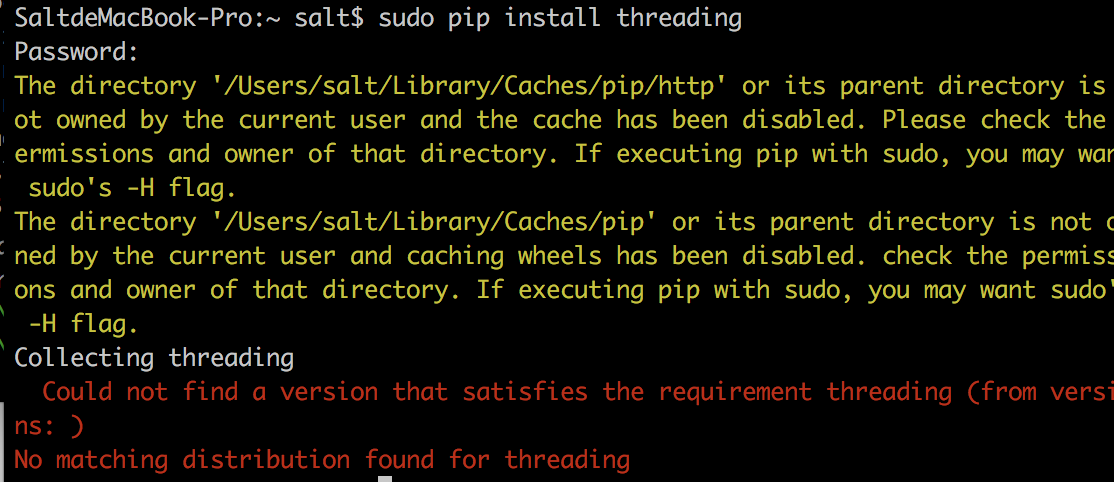 SaltdeMacBook-Pro:~ salt$ sudo pip install threading
Password:
The directory '/Users/salt/Library/Caches/pip/http' or its parent directory is
ot owned by the current user and the cache has been disabled. Please check the
ermissions and owner of that directory. If executing pip with sudo, you may
sudo's -H flag.
The directory '/Users/salt/Library/Caches/pip' or its parent directory is not
ned by the current user and caching wheels has been disabled. check the permiss
ons and owner of that directory. If executing pip with sudo, you may want sudo'
-H flag.
Collecting threading
Could not find a version that satisfies the requirement threading (from versi
ns: )
No matching distribution found for threading